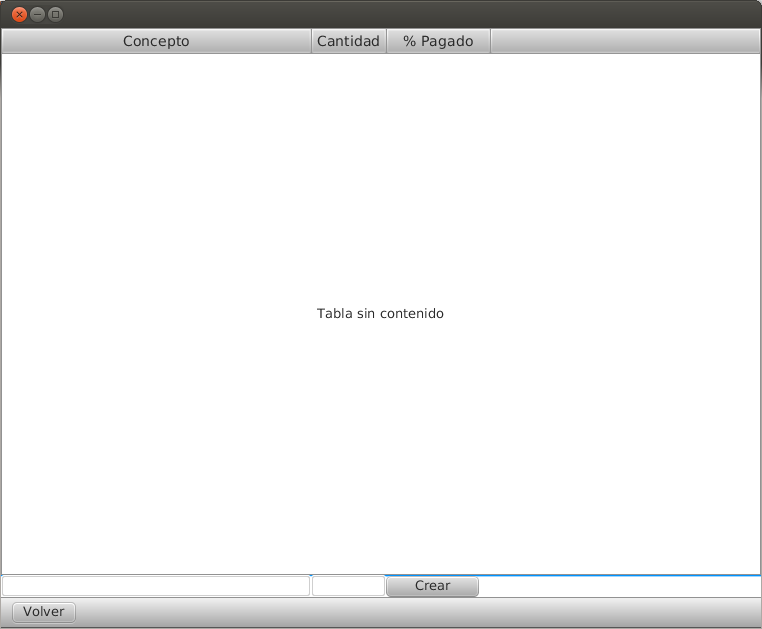 Concepto Cantidad % Pagado
Tabla sin contenido
Crear
Volver